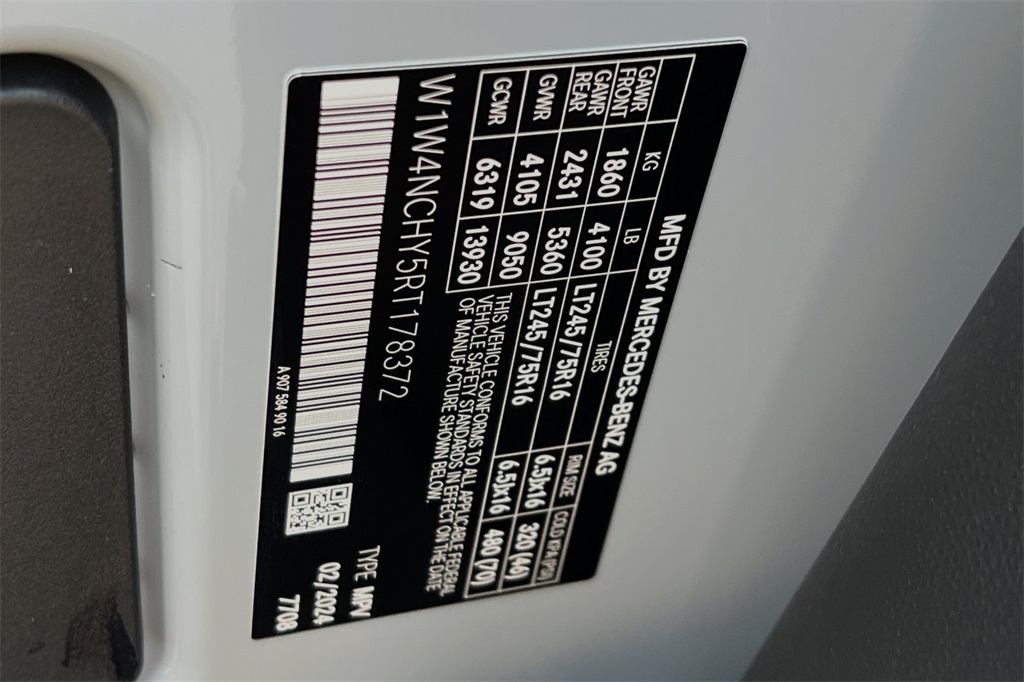 MFD BY MERCEDES-BENZ AG
KG LB TIRES RIM SIZE COLD KPA (PSI)
GAWR FRONT 1860 4100 LT245/75R16 6.5Jx16 320 (46)
GAWR REAR 2431 5360 LT245/75R16 6.5Jx16 480 (70)
GVWR 4105 9050
GCWR 6319 13930
THIS VEHICLE CONFORMS TO ALL APPLICABLE FEDERAL
VEHICLE SAFETY STANDARDS IN EFFECT ON THE DATE
OF MANUFACTURE SHOWN BELOW.
W1W4NCHY5RT178372
TYPE MPV
02/2024
7708
A 907 584 90 16